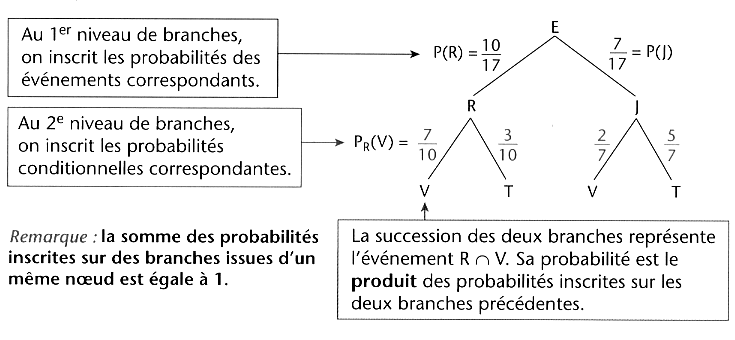 Au 1er niveau de branches,
on inscrit les probabilités des
événements correspondants.
E
P(R) = 10/17
7/17 = P(J)
R
J
Au 2e niveau de branches,
on inscrit les probabilités
conditionnelles correspondantes.
PR(V) = 7/10
3/10
2/7
5/7
V
T
V
T
Remarque : la somme des probabilités
inscrites sur des branches issues d'un
même nœud est égale à 1.
La succession des deux branches représente
l'événement R ∩ V. Sa probabilité est le
produit des probabilités inscrites sur les
deux branches précédentes.